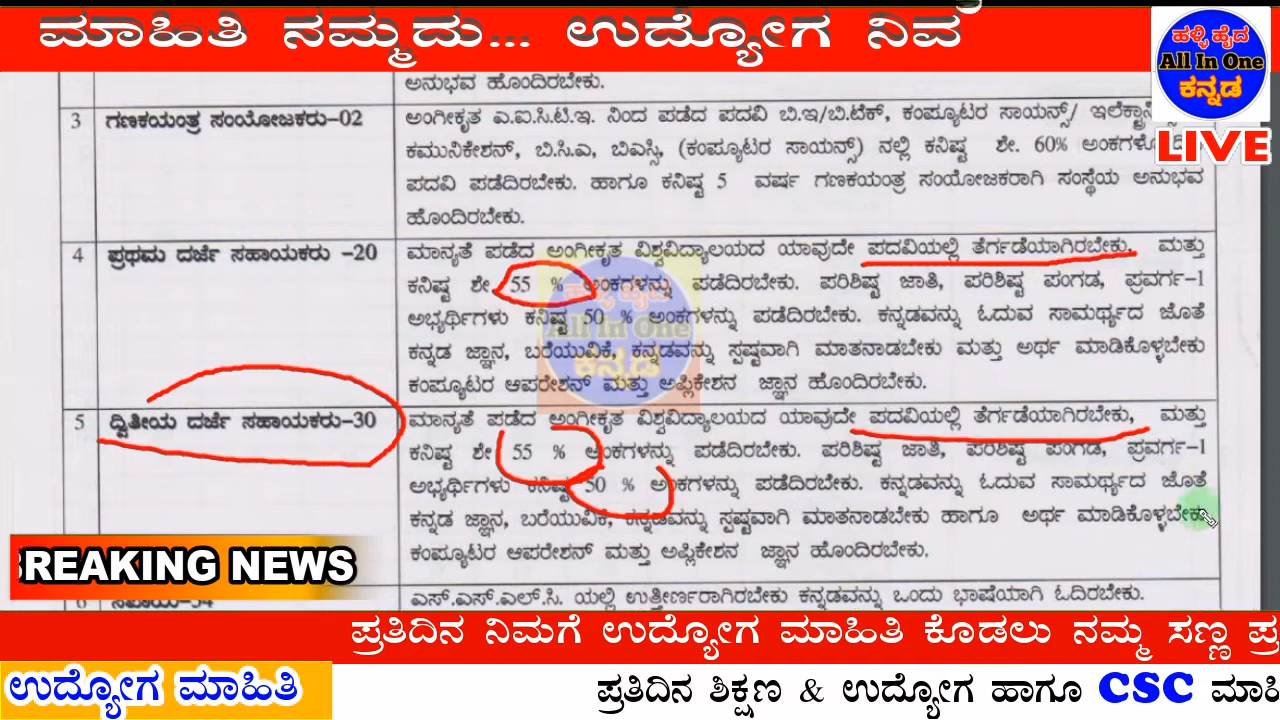 ಮಾಹಿತಿ ನಮ್ಮದು... ಉದ್ಯೋಗ ನಿವ
ಹಳ್ಳಿ ಹೈದ
All In One
ಕನ್ನಡ
LIVE
ಅನುಭವ ಹೊಂದಿರಬೇಕು.
3 ಗಣಕಯಂತ್ರ ಸಂಯೋಜಕರು-02
ಅಂಗೀಕೃತ ಎ.ಐ.ಸಿ.ಟಿ.ಇ. ನಿಂದ ಪಡೆದ ಪದವಿ ಬಿ.ಇ/ಬಿ.ಟೆಕ್, ಕಂಪ್ಯೂಟರ ಸಾಯನ್ಸ್/
ಕಮುನಿಕೇಶನ್, ಬಿ.ಸಿ.ಎ, ಬಿಎಸ್ಸಿ, (ಕಂಪ್ಯೂಟರ ಸಾಯನ್ಸ್) ನಲ್ಲಿ ಕನಿಷ್ಟ ಶೇ. 60%
ಪದವಿ ಪಡೆದಿರಬೇಕು. ಹಾಗೂ ಕನಿಷ್ಟ 5 ವರ್ಷ ಗಣಕಯಂತ್ರ ಸಂಯೋಜಕರಾಗಿ ಸಂಸ್ಥೆಯ ಅನುಭವ
ಹೊಂದಿರಬೇಕು.
4 ಪ್ರಥಮ ದರ್ಜೆ ಸಹಾಯಕರು -20
ಮಾನ್ಯತೆ ಪಡೆದ ಅಂಗೀಕೃತ ವಿಶ್ವವಿದ್ಯಾಲಯದ ಯಾವುದೇ ಪದವಿಯಲ್ಲಿ ತೆರ್ಗಡೆಯಾಗಿರಬೇಕು. ಮತ್ತು
ಕನಿಷ್ಟ ಶೇ 55 % ಅಂಕಗಳನ್ನು ಪಡೆದಿರಬೇಕು. ಪರಿಶಿಷ್ಟ ಜಾತಿ, ಪರಿಶಿಷ್ಟ ಪಂಗಡ, ಪ್ರವರ್ಗ-1
ಅಭ್ಯರ್ಥಿಗಳು ಕನಿಷ್ಟ 50 % ಅಂಕಗಳನ್ನು ಪಡೆದಿರಬೇಕು. ಕನ್ನಡವನ್ನು ಓದುವ ಸಾಮರ್ಥ್ಯದ ಜೊತೆ
ಕನ್ನಡ ಜ್ಞಾನ, ಬರೆಯುವಿಕೆ, ಕನ್ನಡವನ್ನು ಸ್ಪಷ್ಟವಾಗಿ ಮಾತನಾಡಬೇಕು ಮತ್ತು ಅರ್ಥ ಮಾಡಿಕೊಳ್ಳಬೇಕು
ಕಂಪ್ಯೂಟರ ಆಪರೇಶನ್ ಮತ್ತು ಅಪ್ಲಿಕೇಶನ ಜ್ಞಾನ ಹೊಂದಿರಬೇಕು.
All In One
ಕನ್ನಡ
5 ದ್ವಿತೀಯ ದರ್ಜೆ ಸಹಾಯಕರು-30
ಮಾನ್ಯತೆ ಪಡೆದ ಅಂಗೀಕೃತ ವಿಶ್ವವಿದ್ಯಾಲಯದ ಯಾವುದೇ ಪದವಿಯಲ್ಲಿ ತೆರ್ಗಡೆಯಾಗಿರಬೇಕು, ಮತ್ತು
ಕನಿಷ್ಟ ಶೇ 55 % ಅಂಕಗಳನ್ನು ಪಡೆದಿರಬೇಕು. ಪರಿಶಿಷ್ಟ ಜಾತಿ, ಪರಿಶಿಷ್ಟ ಪಂಗಡ, ಪ್ರವರ್ಗ-1
ಅಭ್ಯರ್ಥಿಗಳು ಕನಿಷ್ಟ 50 % ಅಂಕಗಳನ್ನು ಪಡೆದಿರಬೇಕು. ಕನ್ನಡವನ್ನು ಓದುವ ಸಾಮರ್ಥ್ಯದ ಜೊತೆ
ಕನ್ನಡ ಜ್ಞಾನ, ಬರೆಯುವಿಕೆ, ಕನ್ನಡವನ್ನು ಸ್ಪಷ್ಟವಾಗಿ ಮಾತನಾಡಬೇಕು ಹಾಗೂ ಅರ್ಥ ಮಾಡಿಕೊಳ್ಳಬೇಕು
ಕಂಪ್ಯೂಟರ ಆಪರೇಶನ್ ಮತ್ತು ಅಪ್ಲಿಕೇಶನ ಜ್ಞಾನ ಹೊಂದಿರಬೇಕು.
BREAKING NEWS
ಎಸ್.ಎಸ್.ಎಲ್.ಸಿ. ಯಲ್ಲಿ ಉತ್ತೀರ್ಣರಾಗಿರಬೇಕು ಕನ್ನಡವನ್ನು ಒಂದು ಭಾಷೆಯಾಗಿ ಓದಿರಬೇಕು.
ಪ್ರತಿದಿನ ನಿಮಗೆ ಉದ್ಯೋಗ ಮಾಹಿತಿ ಕೊಡಲು ನಮ್ಮ ಸಣ್ಣ ಪ್ರ
ಉದ್ಯೋಗ ಮಾಹಿತಿ
ಪ್ರತಿದಿನ ಶಿಕ್ಷಣ & ಉದ್ಯೋಗ ಹಾಗೂ CSC ಮಾಹಿ